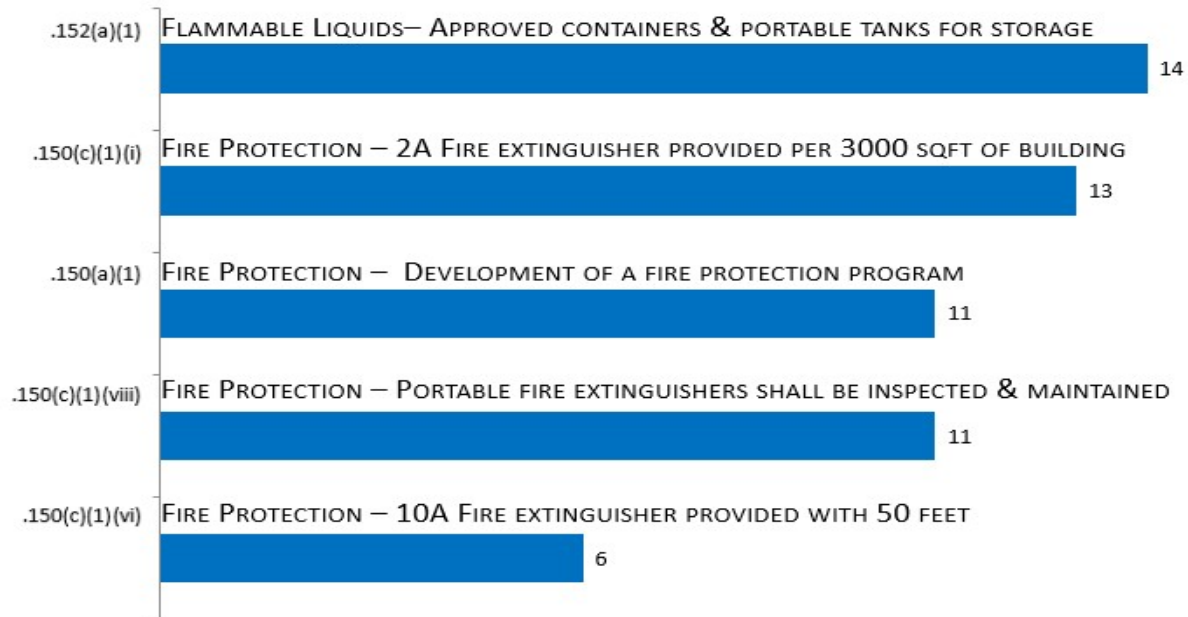 .152(a)(1) Flammable Liquids– Approved containers & portable tanks for storage
14
.150(c)(1)(i) Fire Protection – 2A Fire extinguisher provided per 3000 sqft of building
13
.150(a)(1) Fire Protection – Development of a fire protection program
11
.150(c)(1)(viii) Fire Protection – Portable fire extinguishers shall be inspected & maintained
11
.150(c)(1)(vi) Fire Protection – 10A Fire extinguisher provided with 50 feet
6